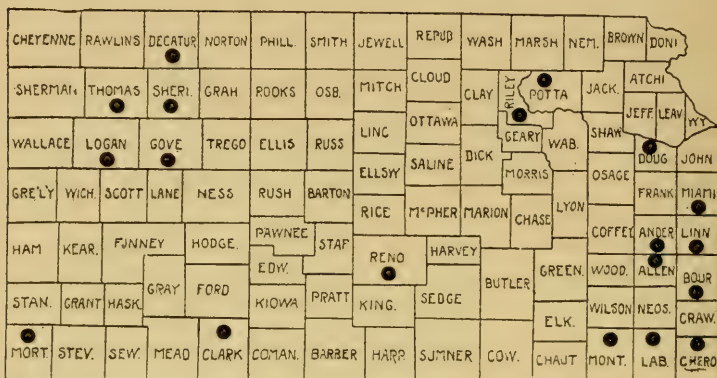 CHEYENNE RAWLINS DECATUR NORTON PHILL. SMITH JEWELL REPUB WASH MARSH NEM. BROWN DONI
SHERMAN THOMAS SHERI. GRAH ROOKS OSB. MITCH CLOUD CLAY RILEY POTTA JACK. ATCHI
JEFF. LEAV WY.
WALLACE LOGAN GOVE TREGO ELLIS RUSS LINC OTTAWA DICK GEARY WAB. SHAW DOUG JOHN
ELLSW SALINE MORRIS OSAGE
GRE'L'Y WICH. SCOTT LANE NESS RUSH BARTON RICE McPHER MARION CHASE LYON FRANK MIAMI
HAM KEAR. FINNEY HODGE. PAWNEE STAF RENO HARVEY COFFEY ANDER LINN
EDW. BUTLER GREEN. WOOD. ALLEN BOUR
STAN. GRANT HASK. GRAY FORD KIOWA PRATT KING. SEDGE WILSON NEOS. CRAW.
ELK.
MORT. STEV. SEW. MEAD CLARK COMAN. BARBER HARP. SUMNER COW. CHAUT MONT. LAB. CHERO